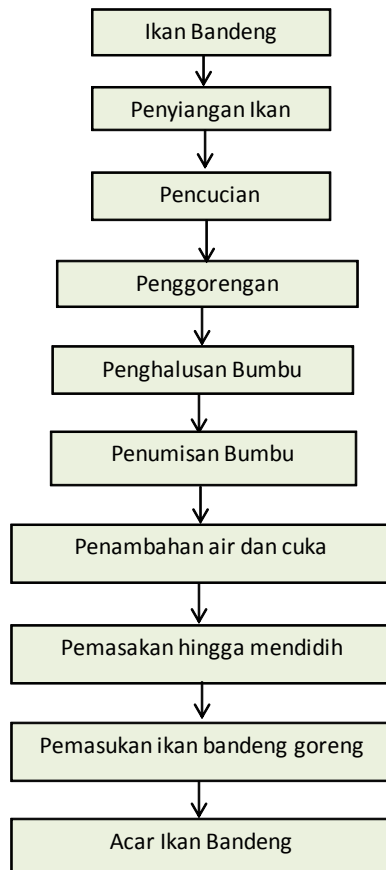 Ikan Bandeng
Penyiangan Ikan
Pencucian
Penggorengan
Penghalusan Bumbu
Penumisan Bumbu
Penambahan air dan cuka
Pemasakan hingga mendidih
Pemasukan ikan bandeng goreng
Acar Ikan Bandeng